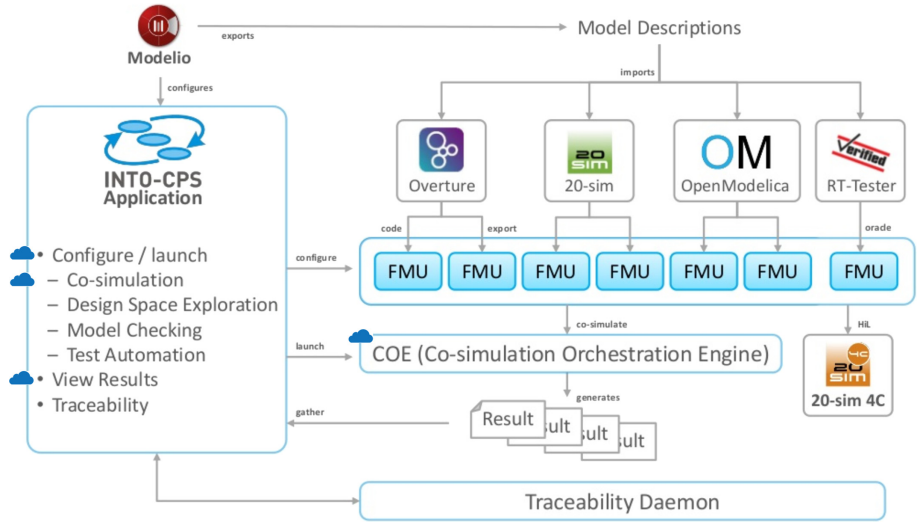 exports
Model Descriptions
Modelio
configures
imports
INTO-CPS
Application
Overture
20
sim
20-sim
OM
OpenModelica
Verified
RT-Tester
code
export
orade
• Configure / launch
– Co-simulation
– Design Space Exploration
– Model Checking
– Test Automation
• View Results
• Traceability
configure
FMU
FMU
FMU
FMU
FMU
FMU
FMU
co-simulate
HiL
launch
COE (Co-simulation Orchestration Engine)
4C
20
sim
20-sim 4C
generates
gather
Result
ult
ult
ult
Traceability Daemon